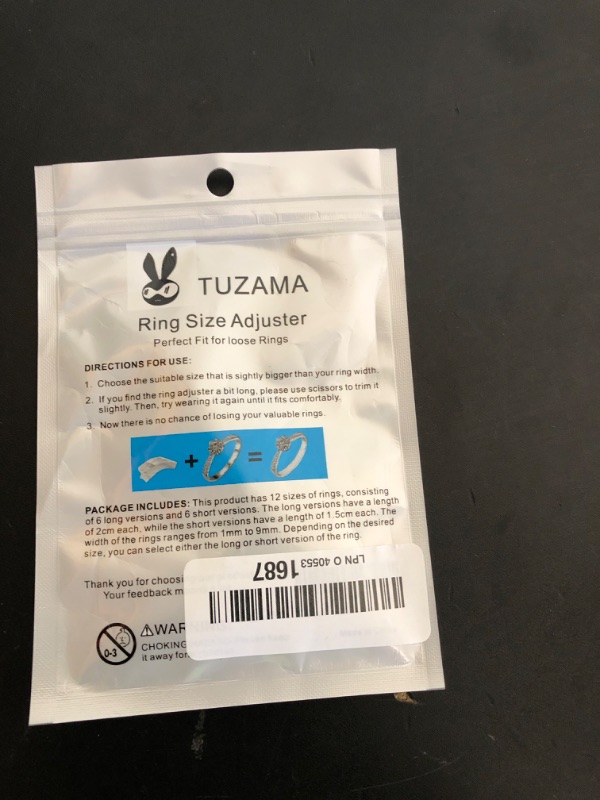 TUZAMA
Ring Size Adjuster
Perfect Fit for loose Rings
DIRECTIONS FOR USE:
1. Choose the suitable size that is sightly bigger than your ring width.
2. If you find the ring adjuster a bit long, please use scissors to trim it
slightly. Then, try wearing it again until it fits comfortably.
3. Now there is no chance of losing your valuable rings.
+ =
PACKAGE INCLUDES: This product has 12 sizes of rings, consisting
of 6 long versions and 6 short versions. The long versions have a length
of 2cm each, while the short versions have a length of 1.5cm each. The
width of the rings ranges from 1mm to 9mm. Depending on the desired
size, you can select either the long or short version of the ring.
Thank you for choosi
Your feedback m
LPN O 405531687
0-3
WAR
CHOKING
it away for